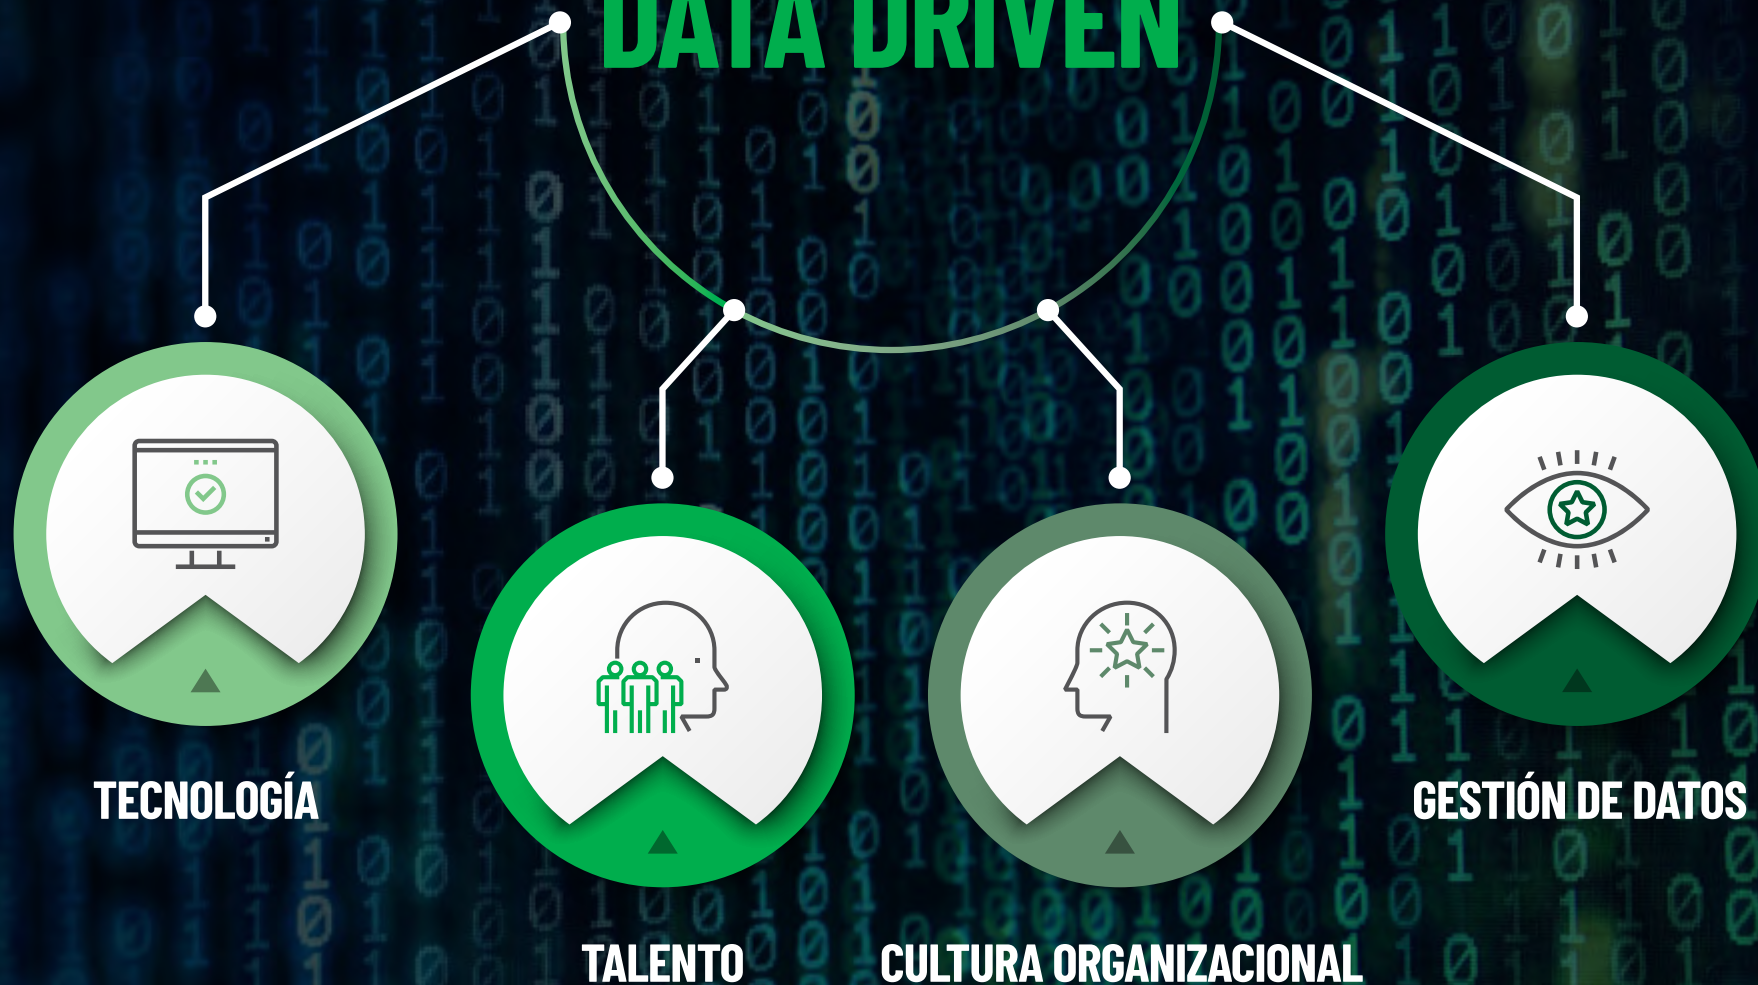 DATA DRIVEN
TECNOLOGÍA
GESTIÓN DE DATOS
TALENTO
CULTURA ORGANIZACIONAL